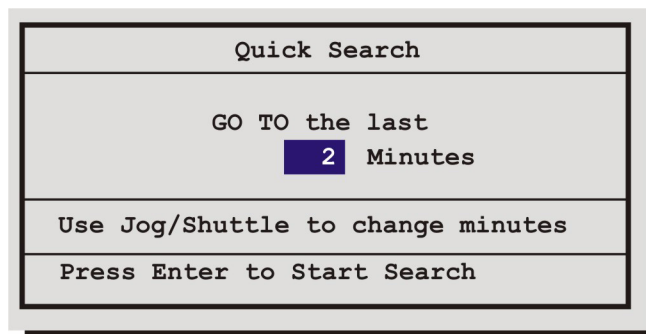 Quick Search
GO TO the last
2 Minutes
Use Jog/Shuttle to change minutes
Press Enter to Start Search